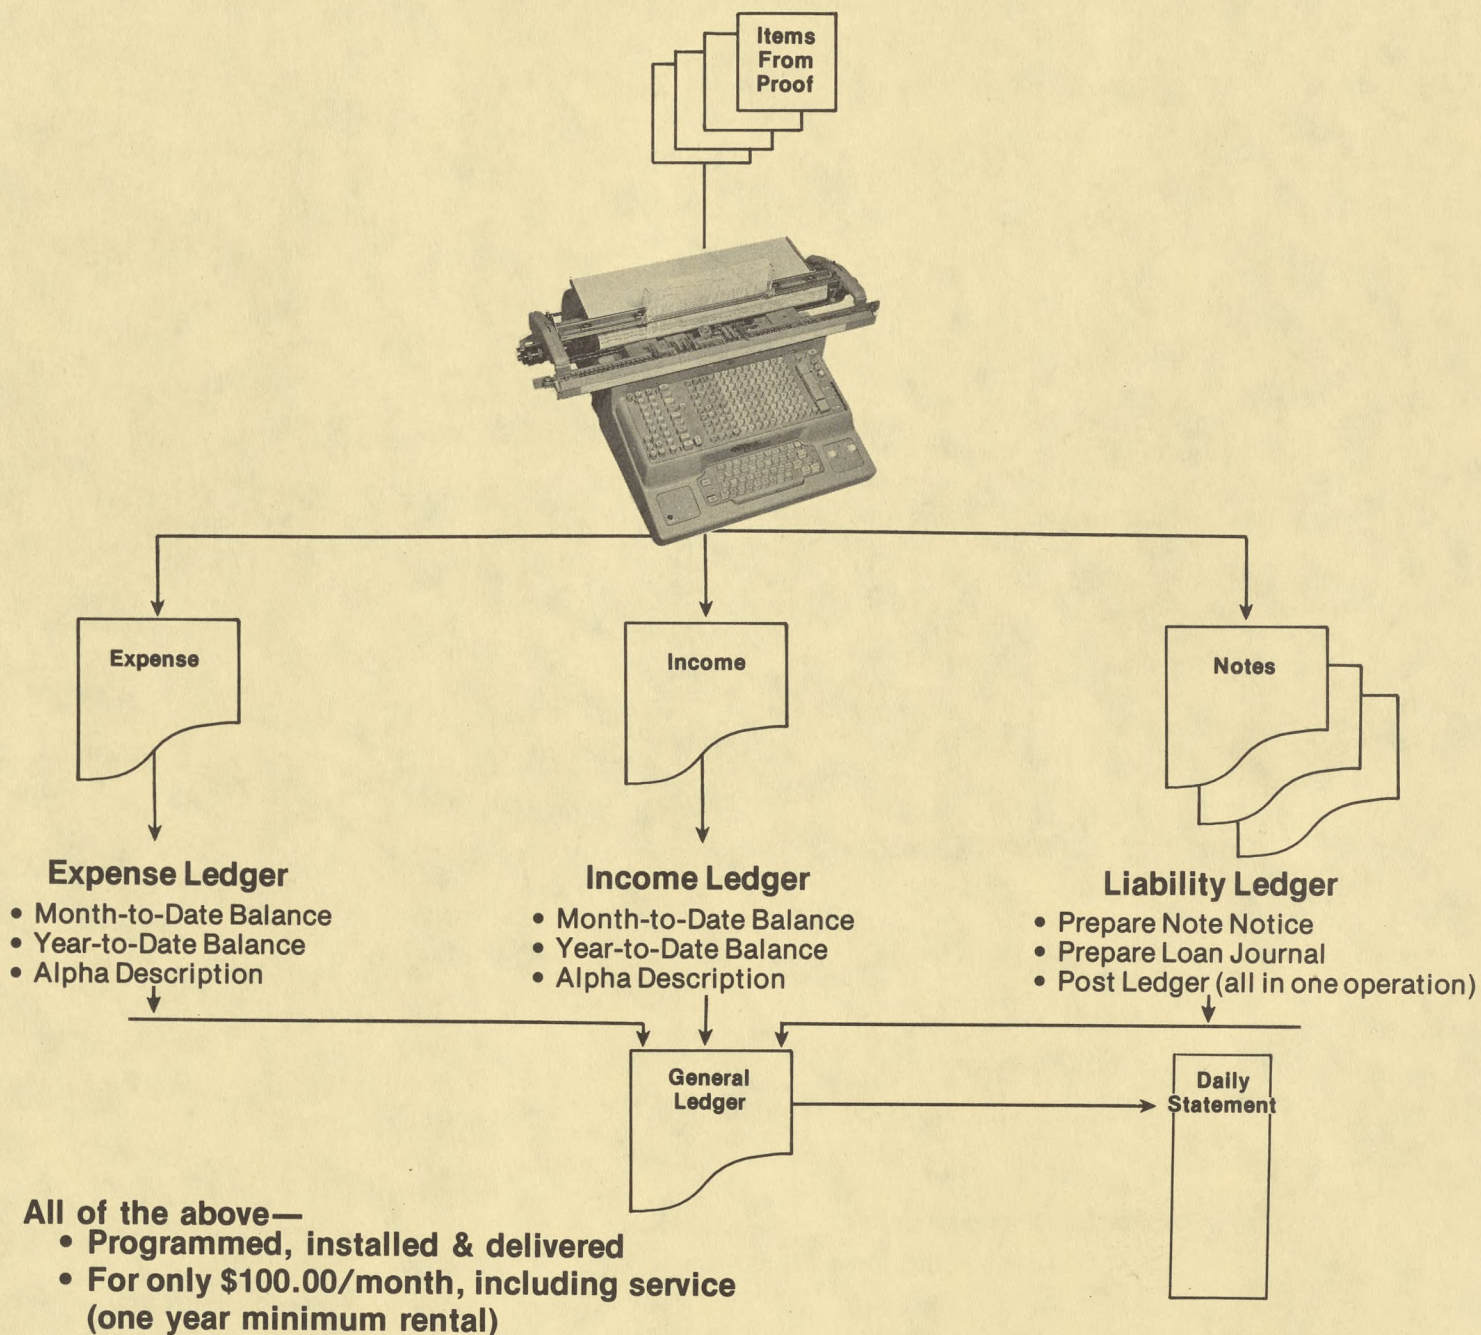 Items
From
Proof
Expense
Income
Notes
Expense Ledger
• Month-to-Date Balance
• Year-to-Date Balance
• Alpha Description
Income Ledger
• Month-to-Date Balance
• Year-to-Date Balance
• Alpha Description
Liability Ledger
• Prepare Note Notice
• Prepare Loan Journal
• Post Ledger (all in one operation)
General
Ledger
Daily
Statement
All of the above—
• Programmed, installed & delivered
• For only $100.00/month, including service
(one year minimum rental)